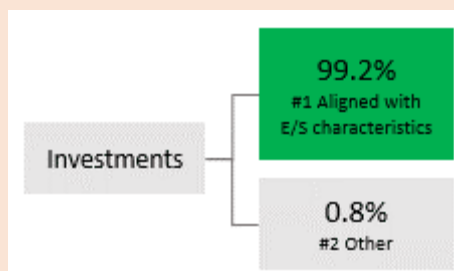 99.2%
#1 Aligned with
E/S characteristics
Investments
0.8%
#2 Other